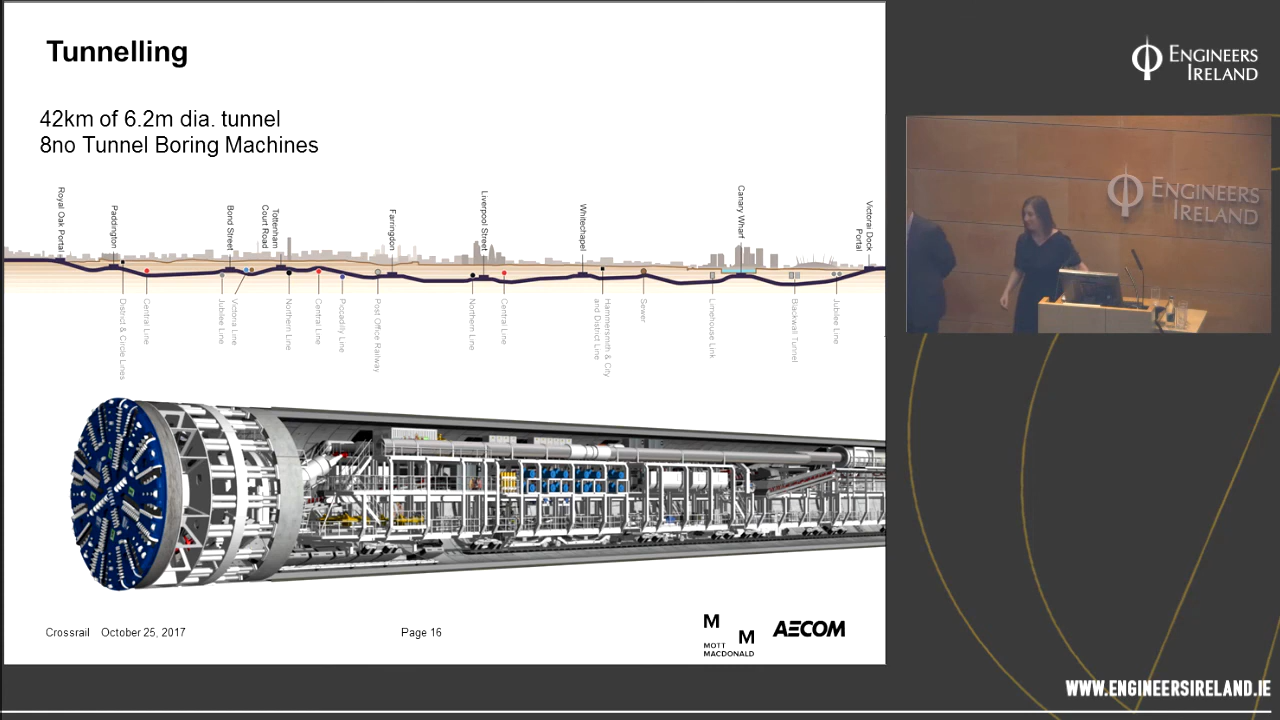 Tunnelling
42km of 6.2m dia. tunnel
8no Tunnel Boring Machines
Royal Oak Portal
Paddington
Bond Street
Tottenham
Court Road
Farringdon
Liverpool Street
Whitechapel
Canary Wharf
Victorai Dock
Portal
District & Circle Lines
Central Line
Jubilee Line
Victoria Line
Northern Line
Central Line
Piccadilly Line
Post Office Railway
Northern Line
Central Line
Hammersmith & City
and District Line
Sewer
Limehouse Link
Blackwall Tunnel
Jubilee Line
Crossrail October 25, 2017
Page 16
M
M
MOTT
MACDONALD
AECOM
ENGINEERS
IRELAND
ENGINEERS
IRELAND
WWW.ENGINEERSIRELAND.IE